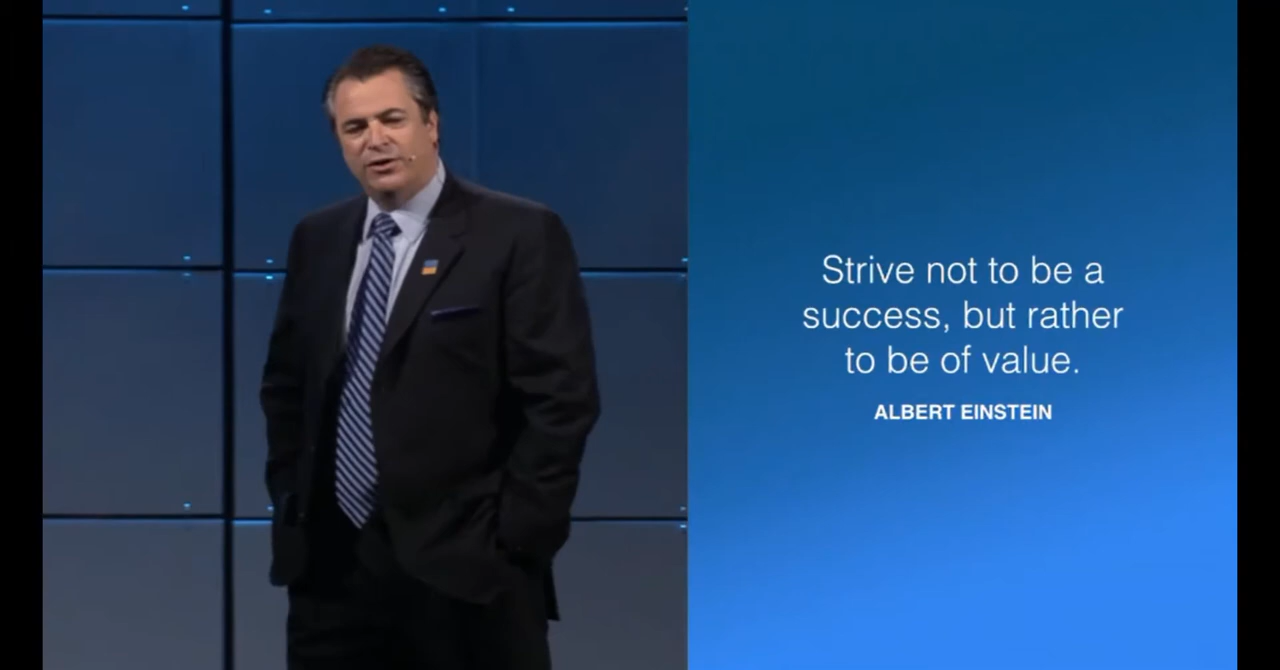 Strive not to be a
success, but rather
to be of value.
ALBERT EINSTEIN